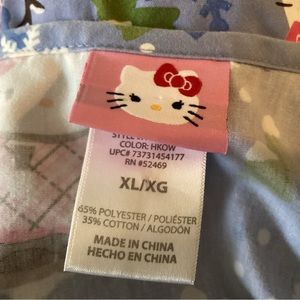 COLOR: HKOW
UPC# 73731454177
RN #52469
XL/XG
65% POLYESTER / POLIÉSTER
35% COTTON / ALGODÓN
MADE IN CHINA
HECHO EN CHINA